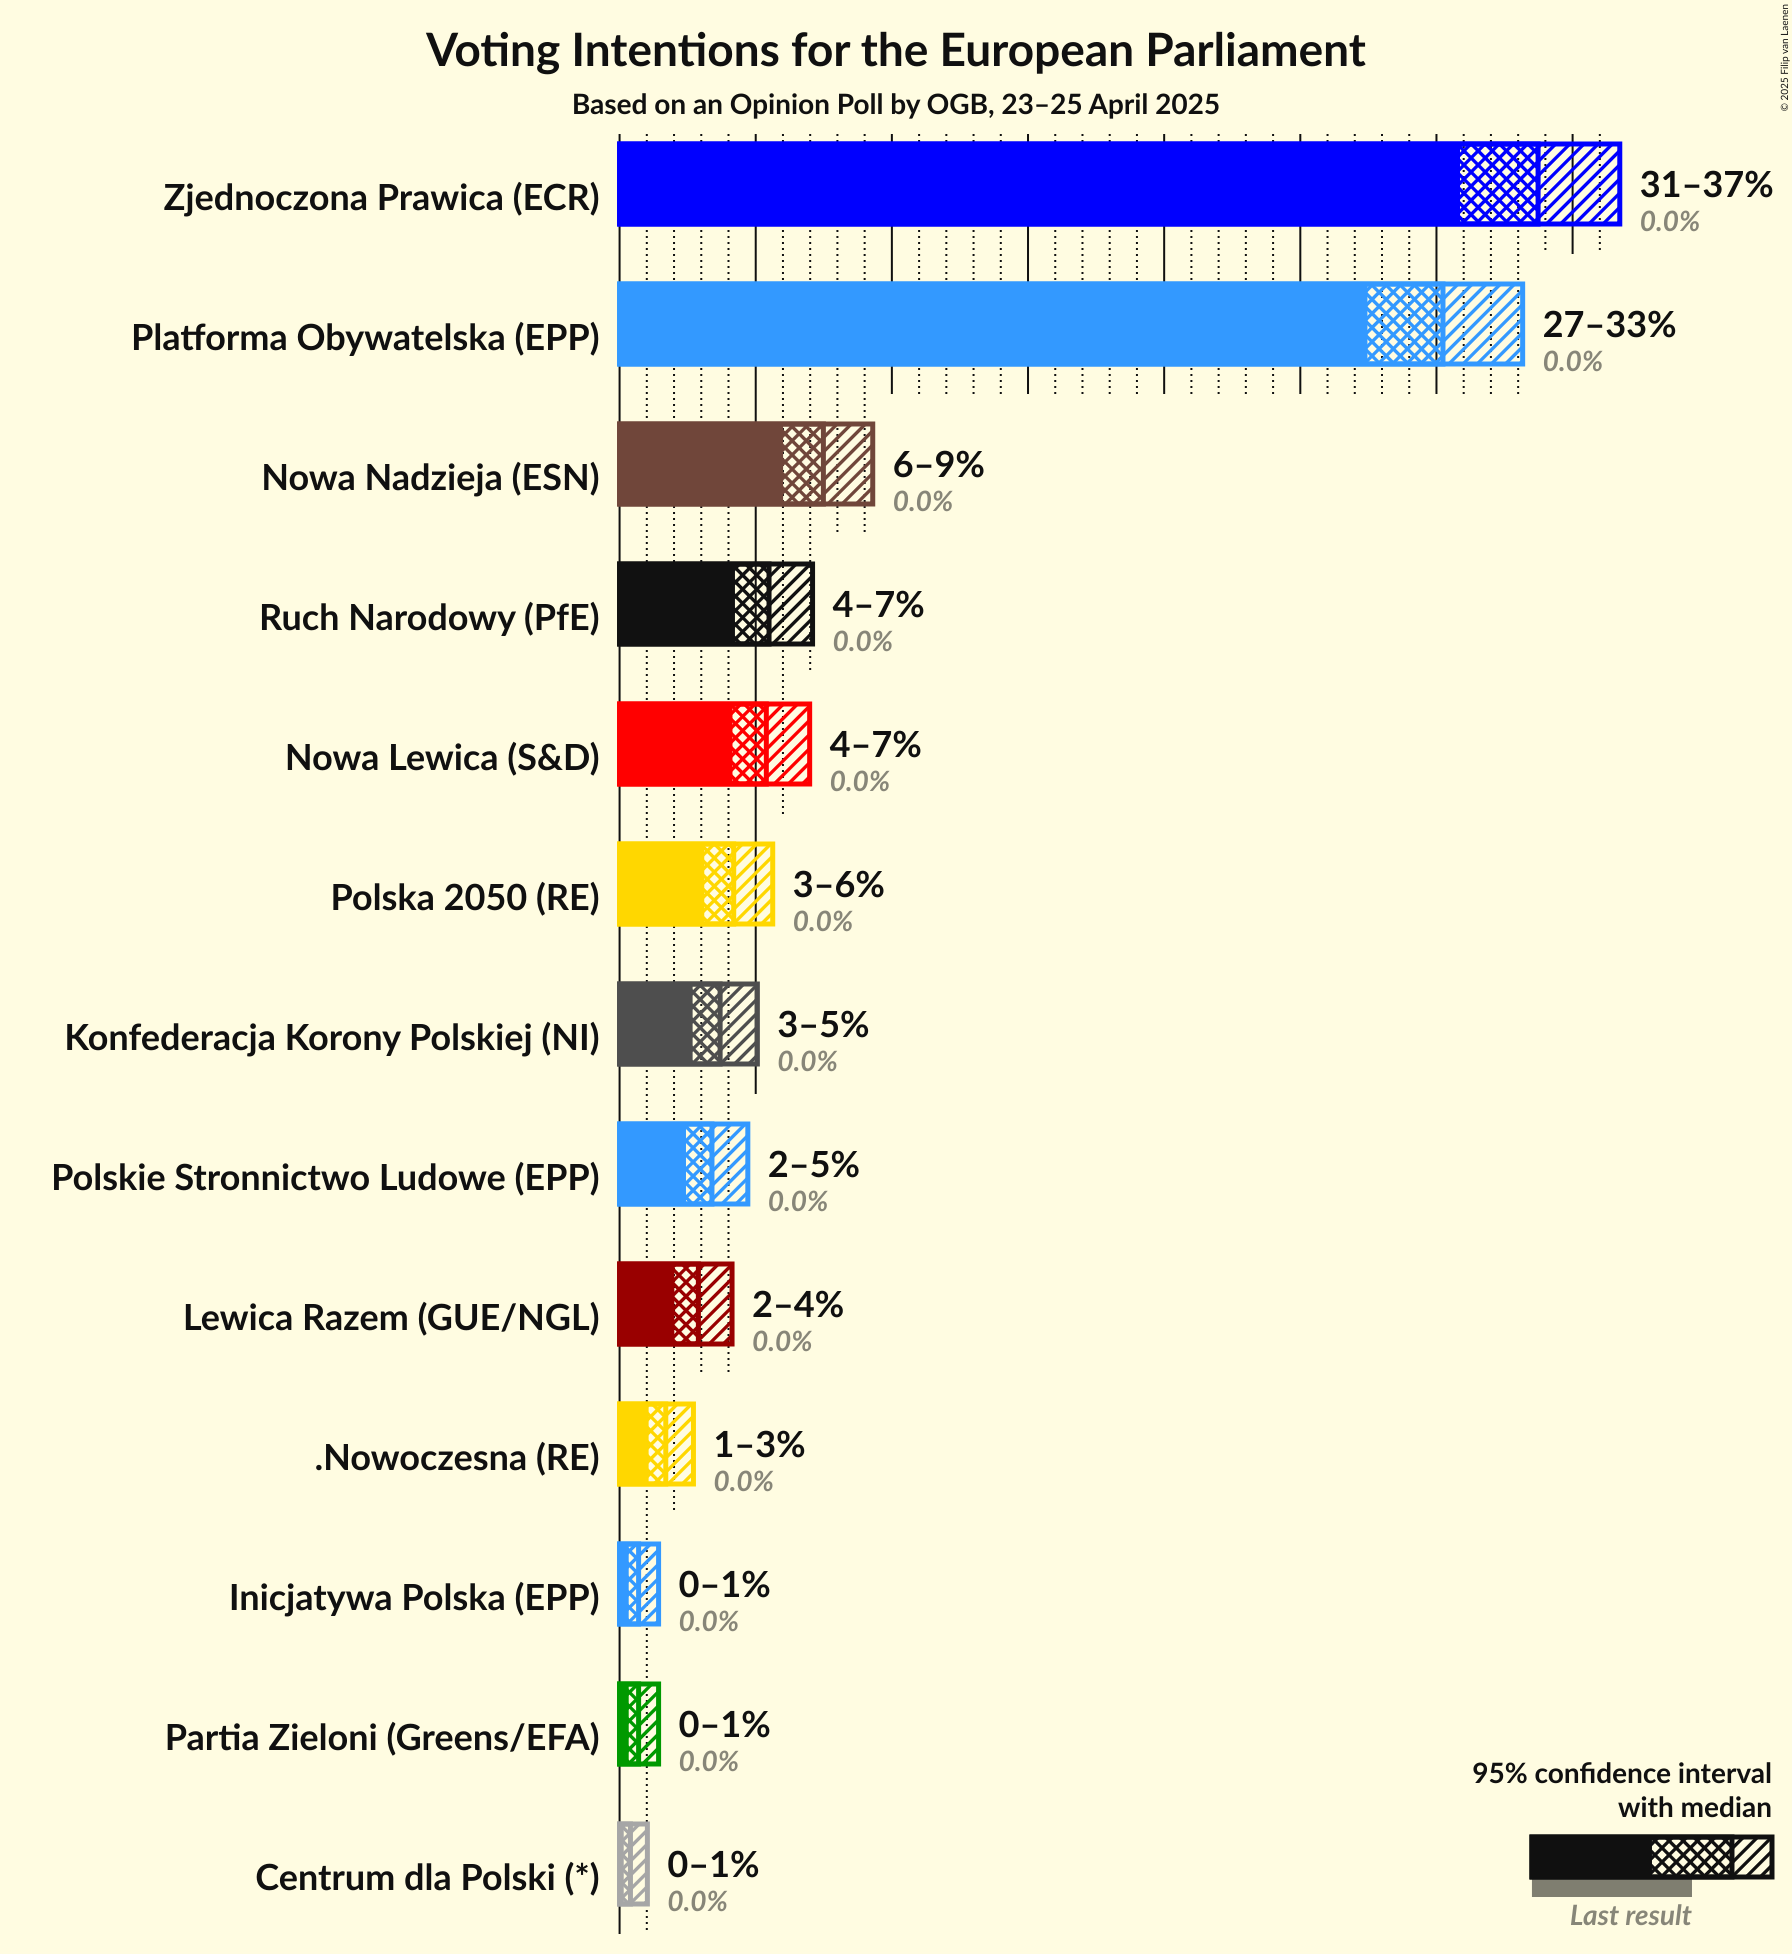 © 2025 Filip van Laenen
Voting Intentions for the European Parliament
Based on an Opinion Poll by OGB, 23–25 April 2025
Zjednoczona Prawica (ECR)
31–37%
0.0%
Platforma Obywatelska (EPP)
27–33%
0.0%
Nowa Nadzieja (ESN)
6–9%
0.0%
Ruch Narodowy (PfE)
4–7%
0.0%
Nowa Lewica (S&D)
4–7%
0.0%
Polska 2050 (RE)
3–6%
0.0%
Konfederacja Korony Polskiej (NI)
3–5%
0.0%
Polskie Stronnictwo Ludowe (EPP)
2–5%
0.0%
Lewica Razem (GUE/NGL)
2–4%
0.0%
.Nowoczesna (RE)
1–3%
0.0%
Inicjatywa Polska (EPP)
0–1%
0.0%
Partia Zieloni (Greens/EFA)
0–1%
0.0%
Centrum dla Polski (*)
0–1%
0.0%
95% confidence interval
with median
Last result